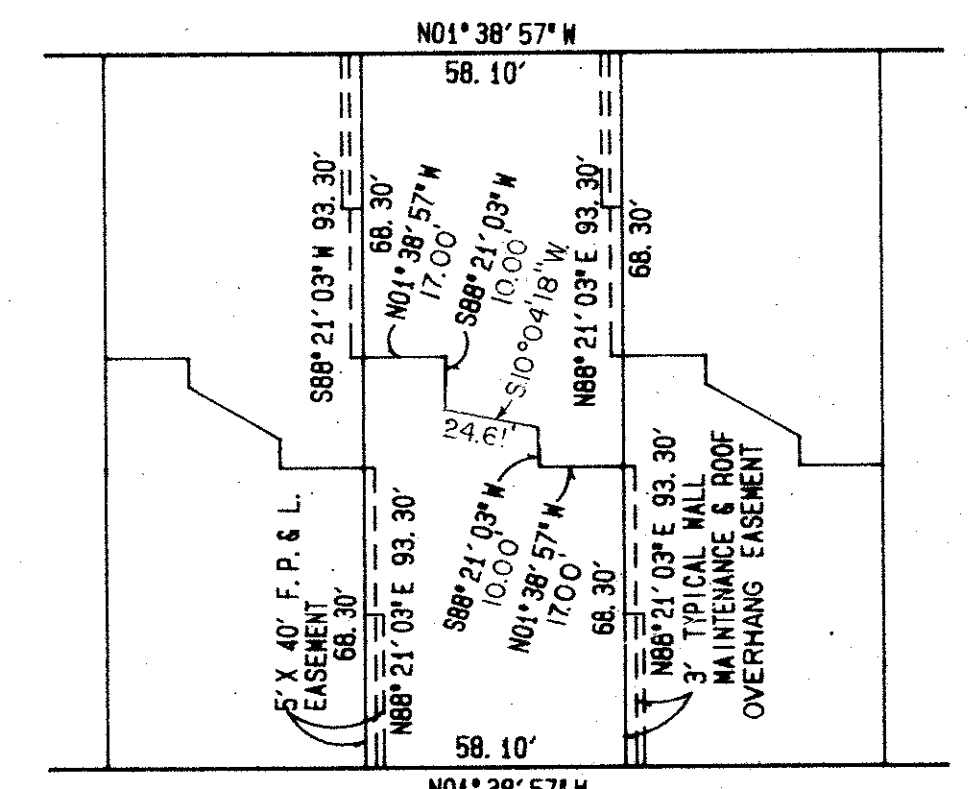 N01°38'57"W
58.10'
S88°21'03"W 93.30'
68.30'
N01°38'57"W
17.00'
S88°21'03"W
10.00'
S10°04'18"W.
N88°21'03"E 93.30'
68.30'
24.61'
S88°21'03"W
10.00'
N01°38'57"W
17.00'
68.30'
5'X 40' F.P.& L.
EASEMENT
68.30'
N88°21'03"E 93.30'
N88°21'03"E 93.30'
3' TYPICAL WALL
MAINTENANCE & ROOF
OVERHANG EASEMENT
58.10'